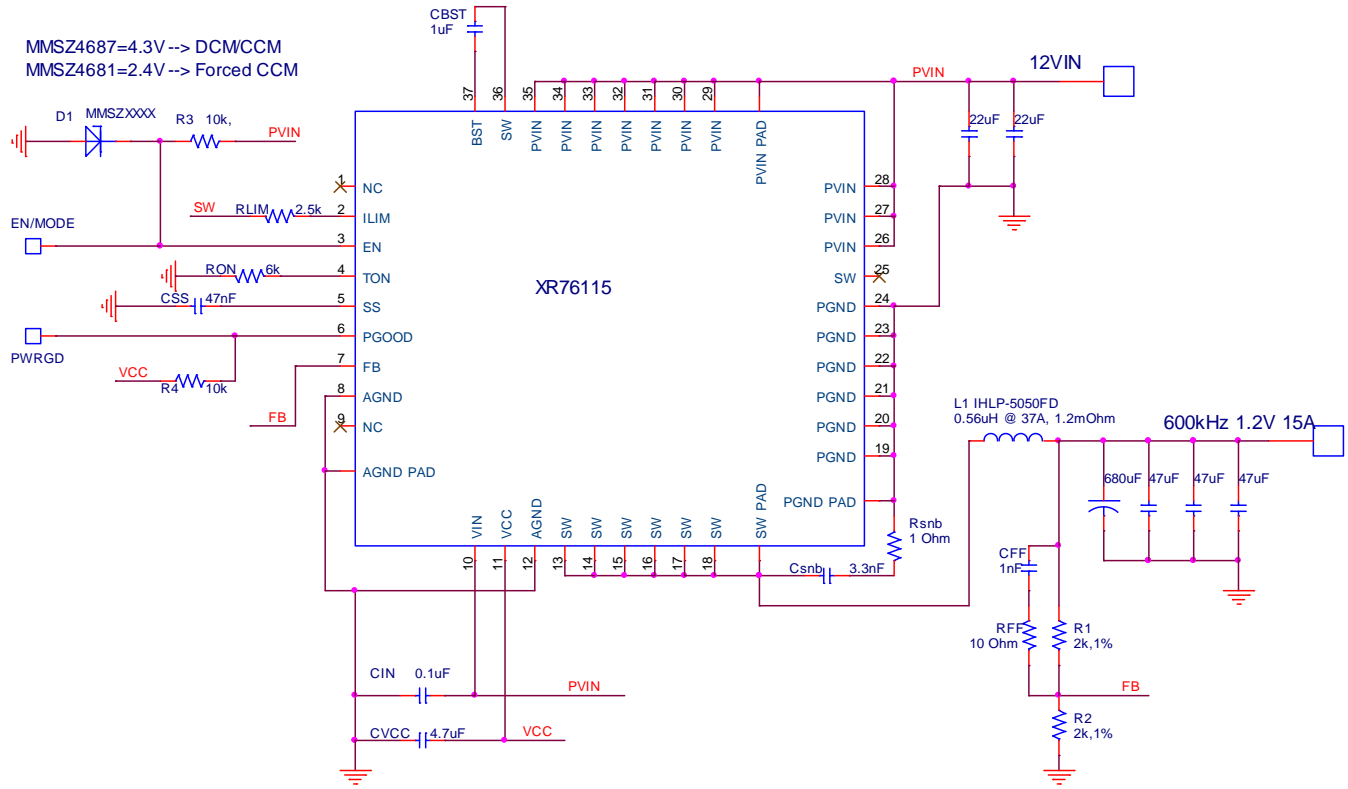 CBST
1uF
MMSZ4687=4.3V --> DCM/CCM
MMSZ4681=2.4V --> Forced CCM
12VIN
PVIN
37
36
35
34
33
32
31
30
29
D1
MMSZXXXX
R3
10k,
PVIN
22uF
22uF
BST
SW
PVIN
PVIN
PVIN
PVIN
PVIN
PVIN
PVIN
PVIN PAD
1
NC
PVIN
28
SW
RLIM
2.5k
2
ILIM
PVIN
27
EN/MODE
3
EN
PVIN
26
RON
6k
4
TON
SW
25
XR76115
CSS
47nF
5
SS
PGND
24
6
PGOOD
PGND
23
PWRGD
7
FB
PGND
22
VCC
R4
10k
8
AGND
PGND
21
FB
9
NC
PGND
20
L1 IHLP-5050FD
0.56uH @ 37A, 1.2mOhm
600kHz 1.2V 15A
PGND
19
AGND PAD
680uF
47uF
47uF
47uF
PGND PAD
VIN
VCC
AGND
SW
SW
SW
SW
SW
SW
SW PAD
Rsnb
1 Ohm
10
11
12
13
14
15
16
17
18
Csnb
3.3nF
CFF
1nF
RFF
10 Ohm
R1
2k,1%
CIN
0.1uF
PVIN
FB
CVCC
4.7uF
VCC
R2
2k,1%